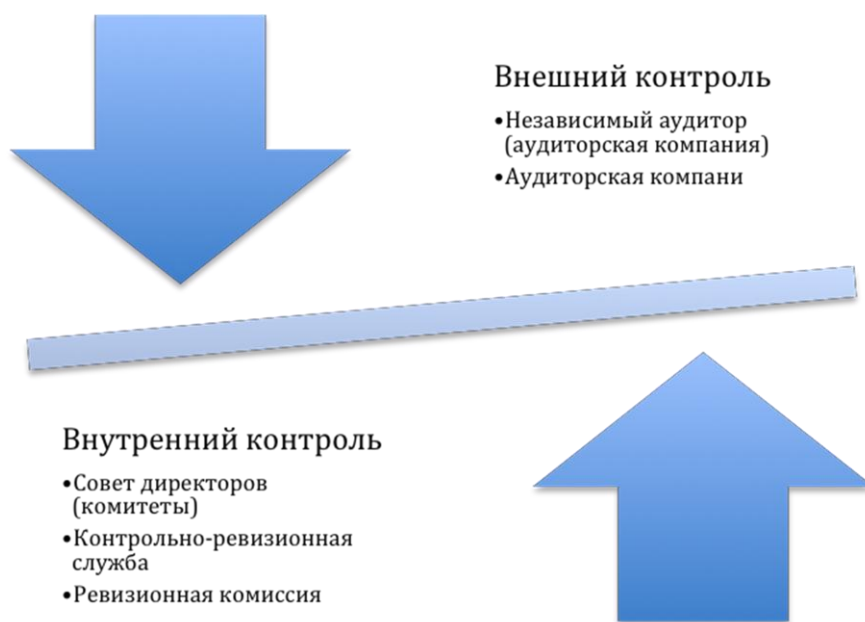 Внешний контроль
•Независимый аудитор
(аудиторская компания)
•Аудиторская компани
Внутренний контроль
•Совет директоров
(комитеты)
•Контрольно-ревизионная
служба
•Ревизионная комиссия